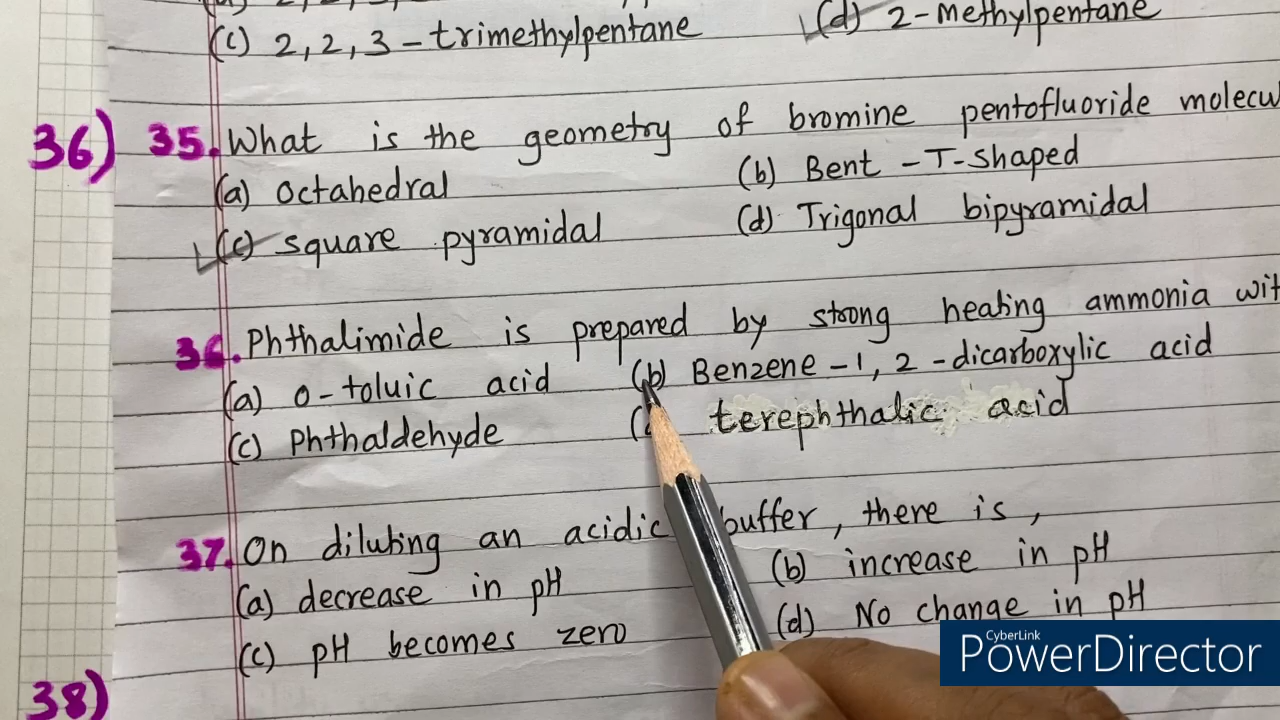 (c) 2,2,3-trimethylpentane (d) 2-methylpentane
36) 35. What is the geometry of bromine pentofluoride
(a) octahedral (b) Bent - T-shaped
(c) square pyramidal (d) Trigonal bipyramidal
36. Phthalimide is prepared by strong heating ammonia
(a) o-toluic acid (b) Benzene-1,2-dicarboxylic acid
(c) Phthaldehyde terephthalic acid
37. On diluting an acidic buffer, there is,
(a) decrease in pH (b) increase in pH
(c) pH becomes zero (d) No change in pH
38)
CyberLink
PowerDirector